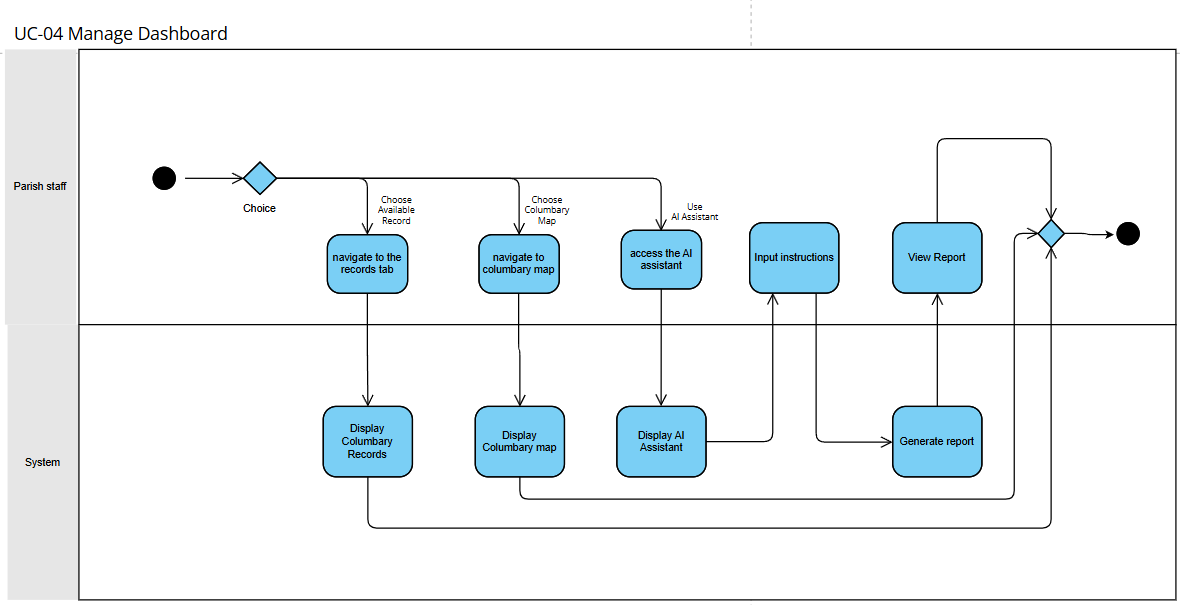 UC-04 Manage Dashboard
Parish staff
Choice
Choose
Available
Record
Choose
Columbary
Map
Use
AI Assistant
navigate to the
records tab
navigate to
columbary map
access the AI
assistant
Input instructions
View Report
System
Display
Columbary
Records
Display
Columbary map
Display AI
Assistant
Generate report